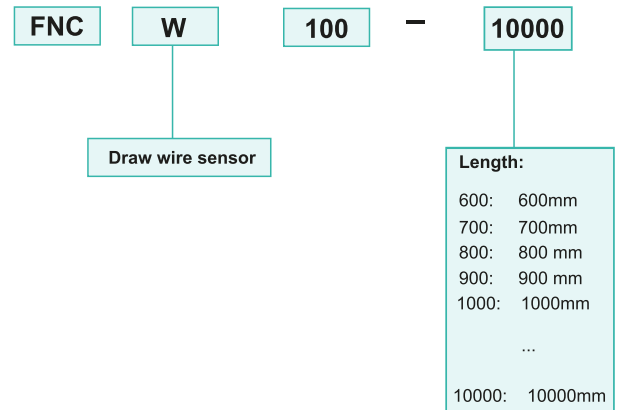 FNC W 100 – 10000
Draw wire sensor
Length:
600: 600mm
700: 700mm
800: 800 mm
900: 900 mm
1000: 1000mm
...
10000: 10000mm